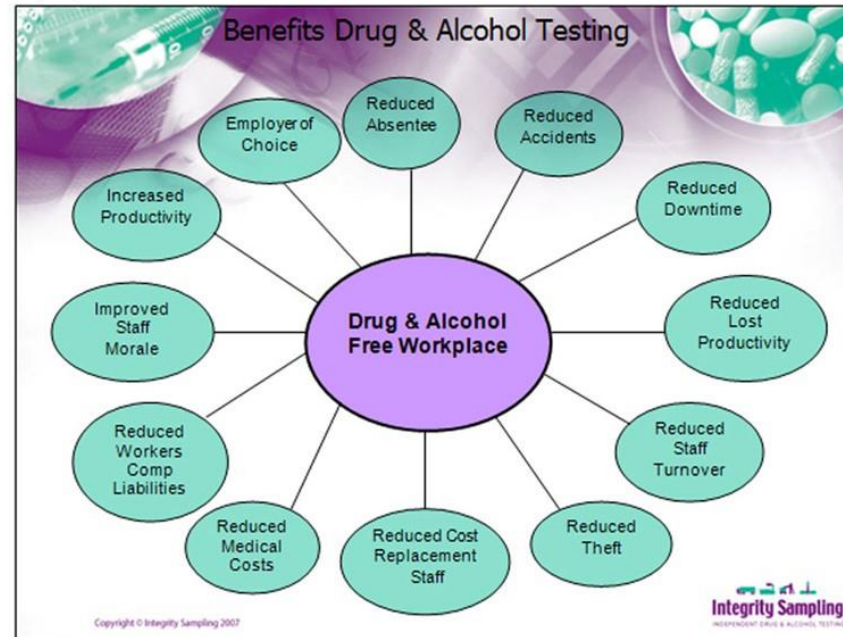 Benefits Drug & Alcohol Testing
Reduced
Absentee
Employer of
Choice
Reduced
Accidents
Increased
Productivity
Reduced
Downtime
Improved
Staff
Morale
Drug & Alcohol
Free Workplace
Reduced
Lost
Productivity
Reduced
Workers
Comp
Liabilities
Reduced
Staff
Turnover
Reduced
Medical
Costs
Reduced Cost
Replacement
Staff
Reduced
Theft
Copyright © Integrity Sampling 2007
Integrity Sampling
INDEPENDENT DRUG & ALCOHOL TESTING